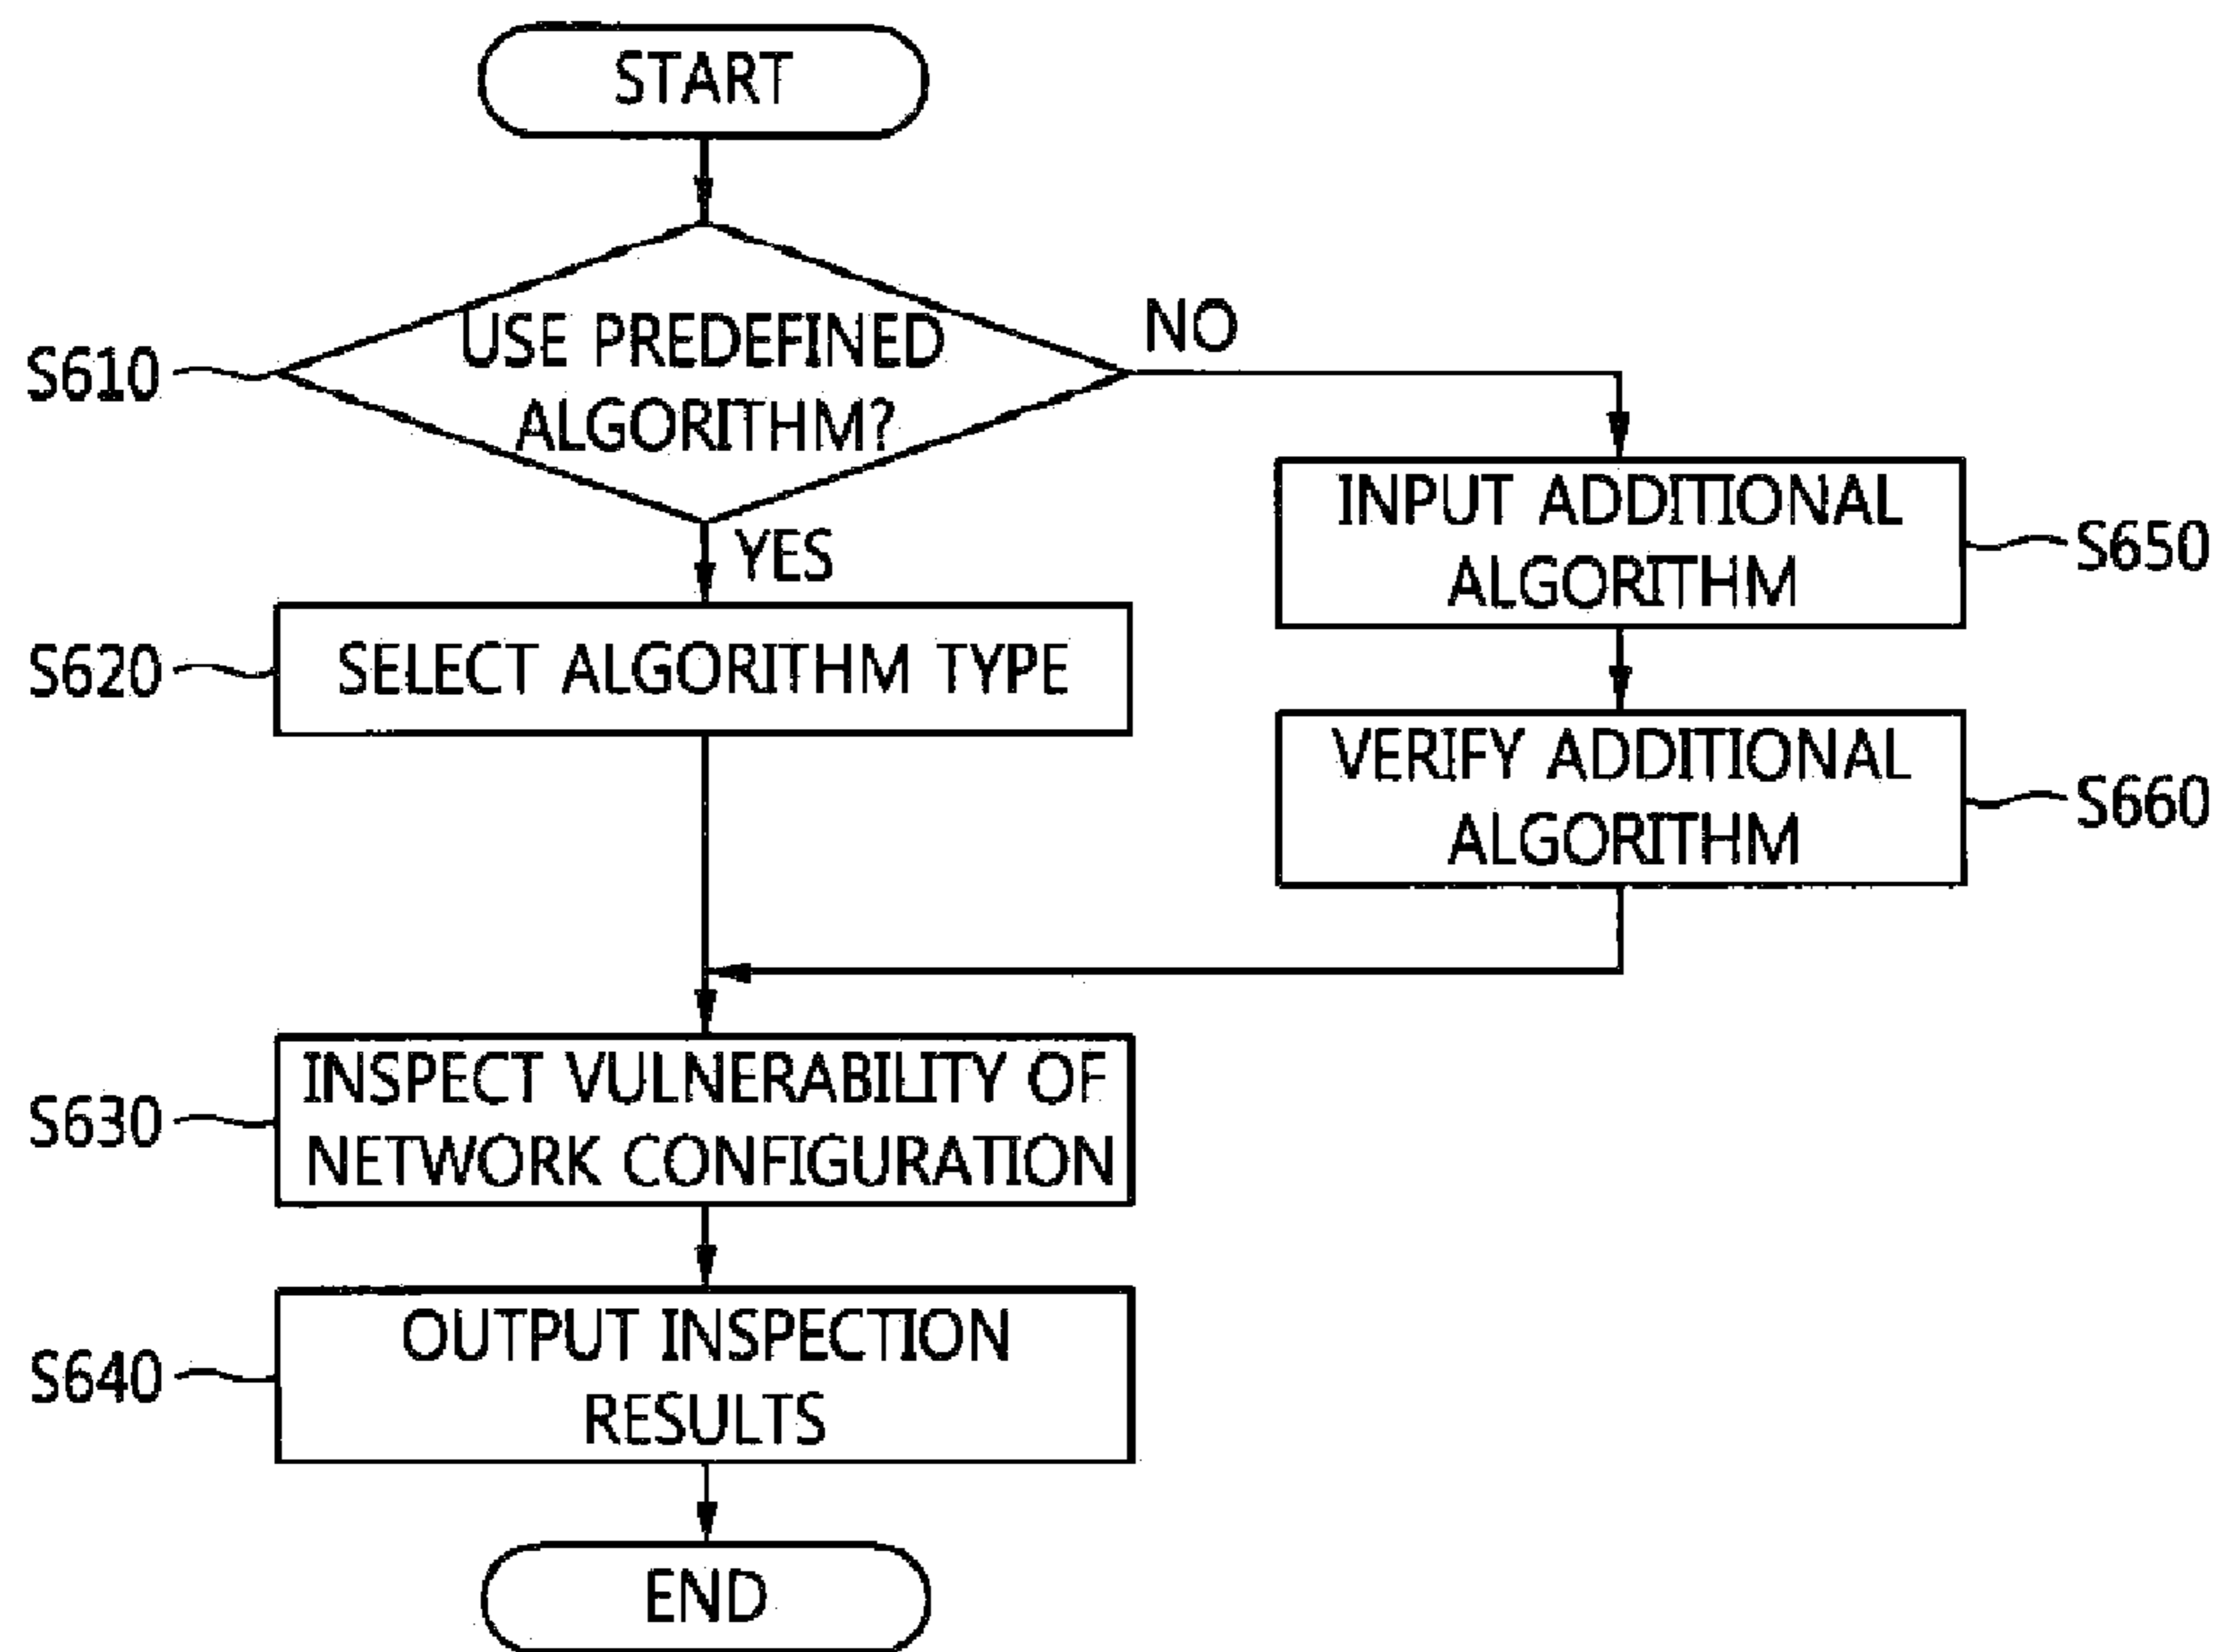 START
USE PREDEFINED
ALGORITHM?
S610
NO
YES
INPUT ADDITIONAL
ALGORITHM
S650
SELECT ALGORITHM TYPE
S620
VERIFY ADDITIONAL
ALGORITHM
S660
INSPECT VULNERABILITY OF
NETWORK CONFIGURATION
S630
OUTPUT INSPECTION
RESULTS
S640
END